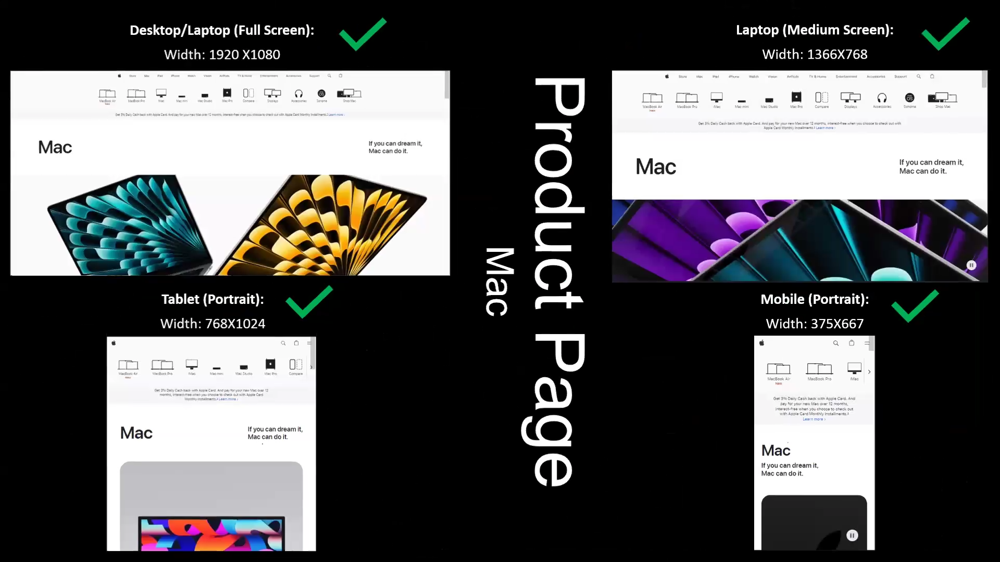 Desktop/Laptop (Full Screen):
Width: 1920 X1080
Store Mac iPad iPhone Watch Vision AirPods TV & Home Entertainment Accessories Support
MacBook Air MacBook Pro iMac Mac mini Mac Studio Mac Pro Compare Displays Accessories Sonoma Shop Mac
New
Get 3% Daily Cash back with Apple Card. And pay for your new Mac over 12 months, interest-free when you choose to check out with Apple Card Monthly Installments.‡ Learn more ›
Mac
If you can dream it,
Mac can do it.
Laptop (Medium Screen):
Width: 1366X768
Store Mac iPad iPhone Watch Vision AirPods TV & Home Entertainment Accessories Support
MacBook Air MacBook Pro iMac Mac mini Mac Studio Mac Pro Compare Displays Accessories Sonoma Shop Mac
New
macOS
Get 3% Daily Cash back with Apple Card. And pay for your new Mac over 12 months, interest-free when you choose to check out with
Apple Card Monthly Installments.‡ Learn more ›
Mac
If you can dream it,
Mac can do it.
Product Page
Mac
Tablet (Portrait):
Width: 768X1024
MacBook Air MacBook Pro iMac Mac mini Mac Studio Mac Pro Compare
New
Get 3% Daily Cash back with Apple Card. And pay for your new Mac over 12
months, interest-free when you choose to check out with Apple Card
Monthly Installments.‡ Learn more ›
Mac
If you can dream it,
Mac can do it.
Mobile (Portrait):
Width: 375X667
MacBook Air MacBook Pro iMac
New
Get 3% Daily Cash back with Apple Card. And
pay for your new Mac over 12 months,
interest-free when you choose to check out
with Apple Card Monthly Installments.‡
Learn more ›
Mac
If you can dream it,
Mac can do it.